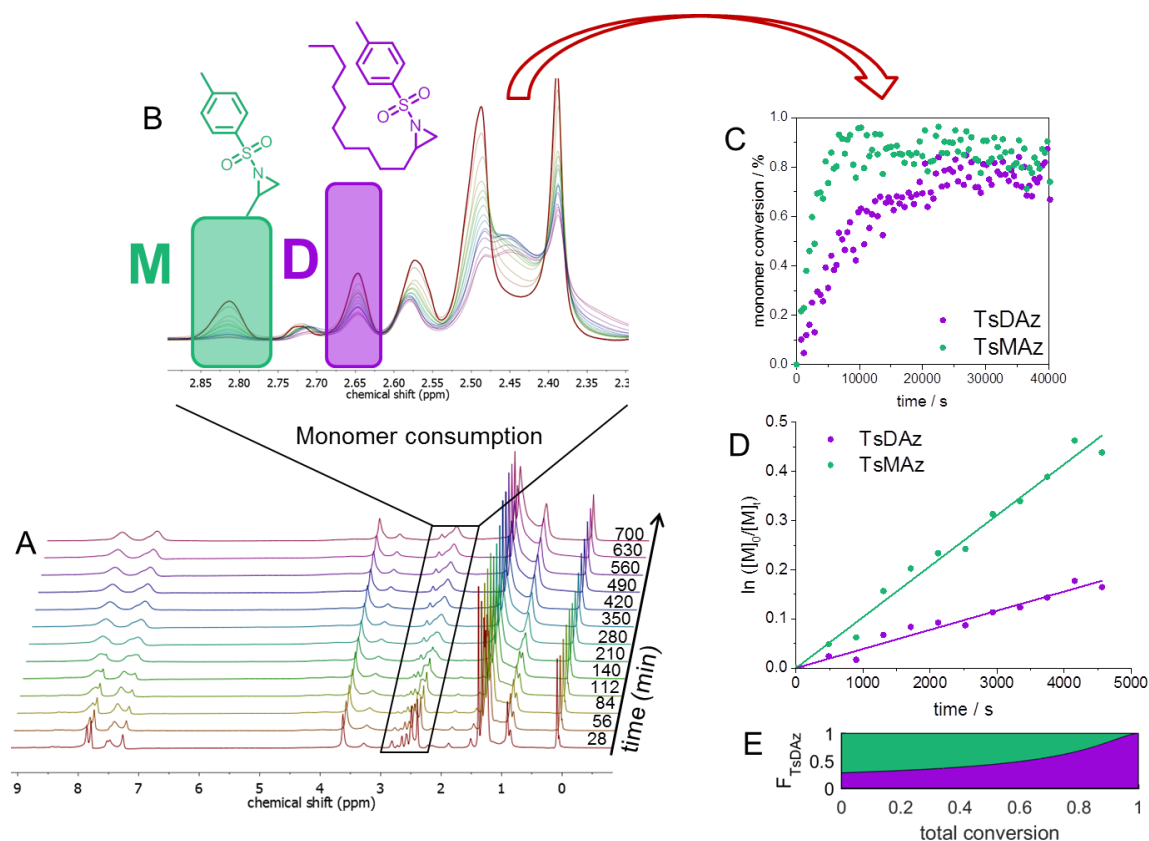 B
S
O
O
N
M
S
O
O
N
D
2.85 2.80 2.75 2.70 2.65 2.60 2.55 2.50 2.45 2.40 2.3
chemical shift (ppm)
Monomer consumption
A
700
630
560
490
420
350
280
210
140
112
84
56
28
time (min)
9 8 7 6 5 4 3 2 1 0
chemical shift (ppm)
C
monomer conversion / %
1.0
0.8
0.6
0.4
0.2
0.0
TsDAz
TsMAz
0 10000 20000 30000 40000
time / s
D
ln ([M]0/[M]t)
0.5
0.4
0.3
0.2
0.1
0.0
TsDAz
TsMAz
0 1000 2000 3000 4000 5000
time / s
E
FTsDAz
1
0.5
0
0 0.2 0.4 0.6 0.8 1
total conversion